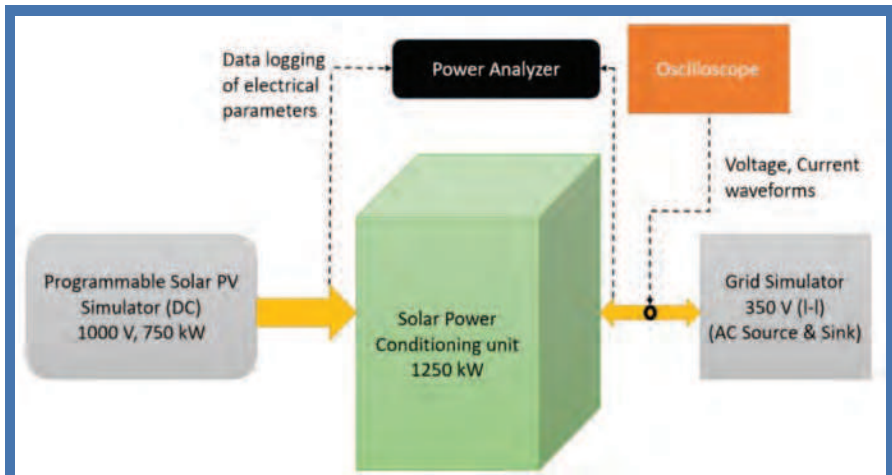 Data logging
of electrical
parameters
Power Analyzer
Oscilloscope
Voltage, Current
waveforms
Programmable Solar PV
Simulator (DC)
1000 V, 750 kW
Solar Power
Conditioning unit
1250 kW
Grid Simulator
350 V (l-l)
(AC Source & Sink)